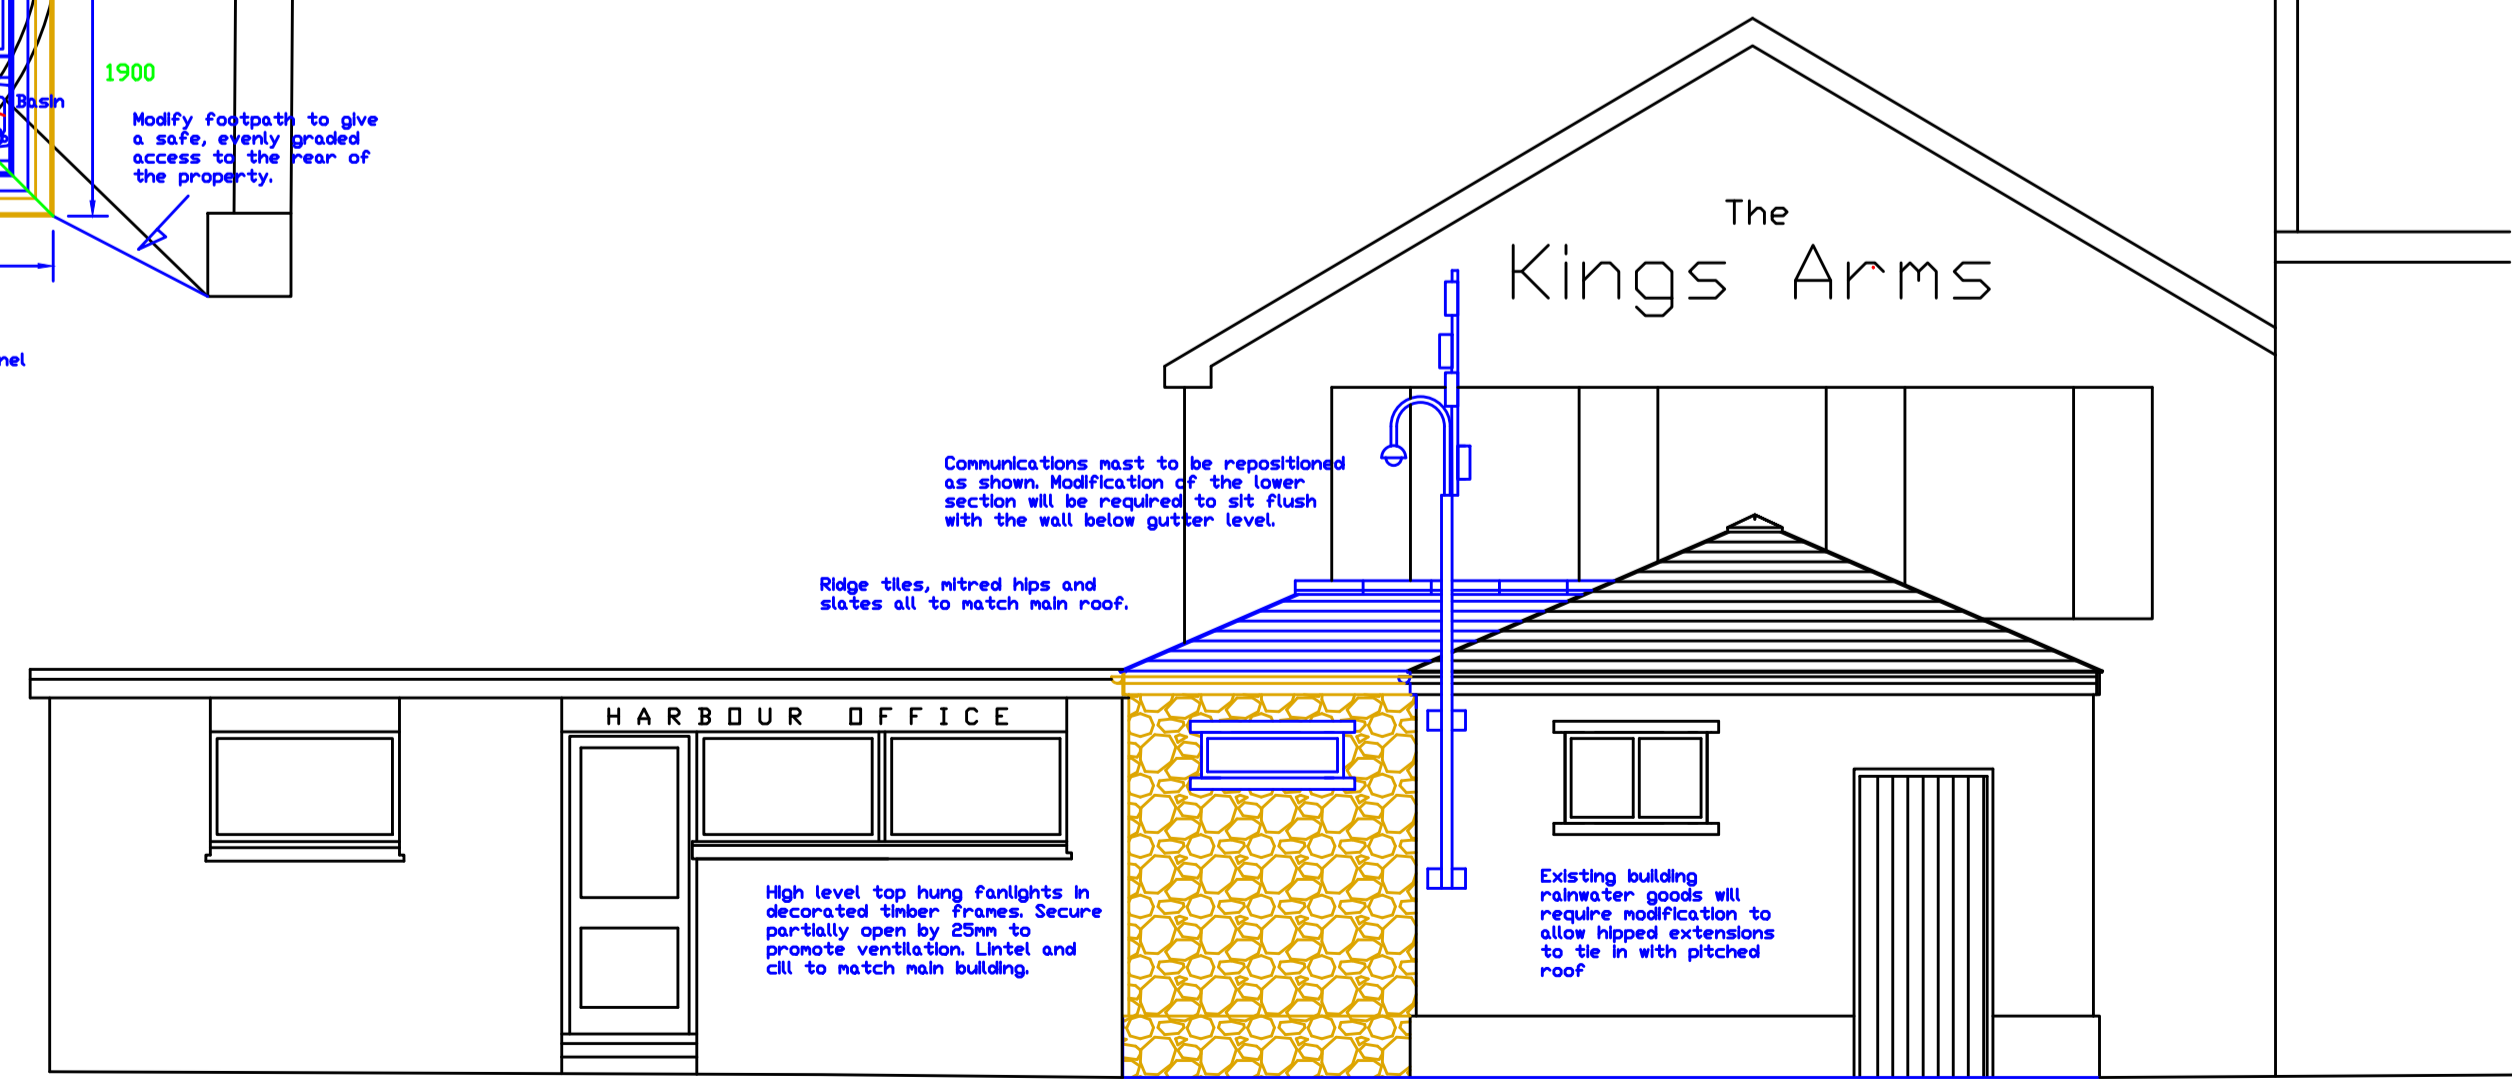 1900
Basin
Modify footpath to give
a safe, evenly graded
access to the rear of
the property.
nel
The
Kings Arms
Communications mast to be repositioned
as shown. Modification of the lower
section will be required to sit flush
with the wall below gutter level.
Ridge tiles, mitred hips and
slates all to match main roof.
HARBOUR OFFICE
High level top hung fanlights in
decorated timber frames. Secure
partially open by 25mm to
promote ventilation. Lintel and
cill to match main building.
Existing building
rainwater goods will
require modification to
allow hipped extensions
to tie in with pitched
roof